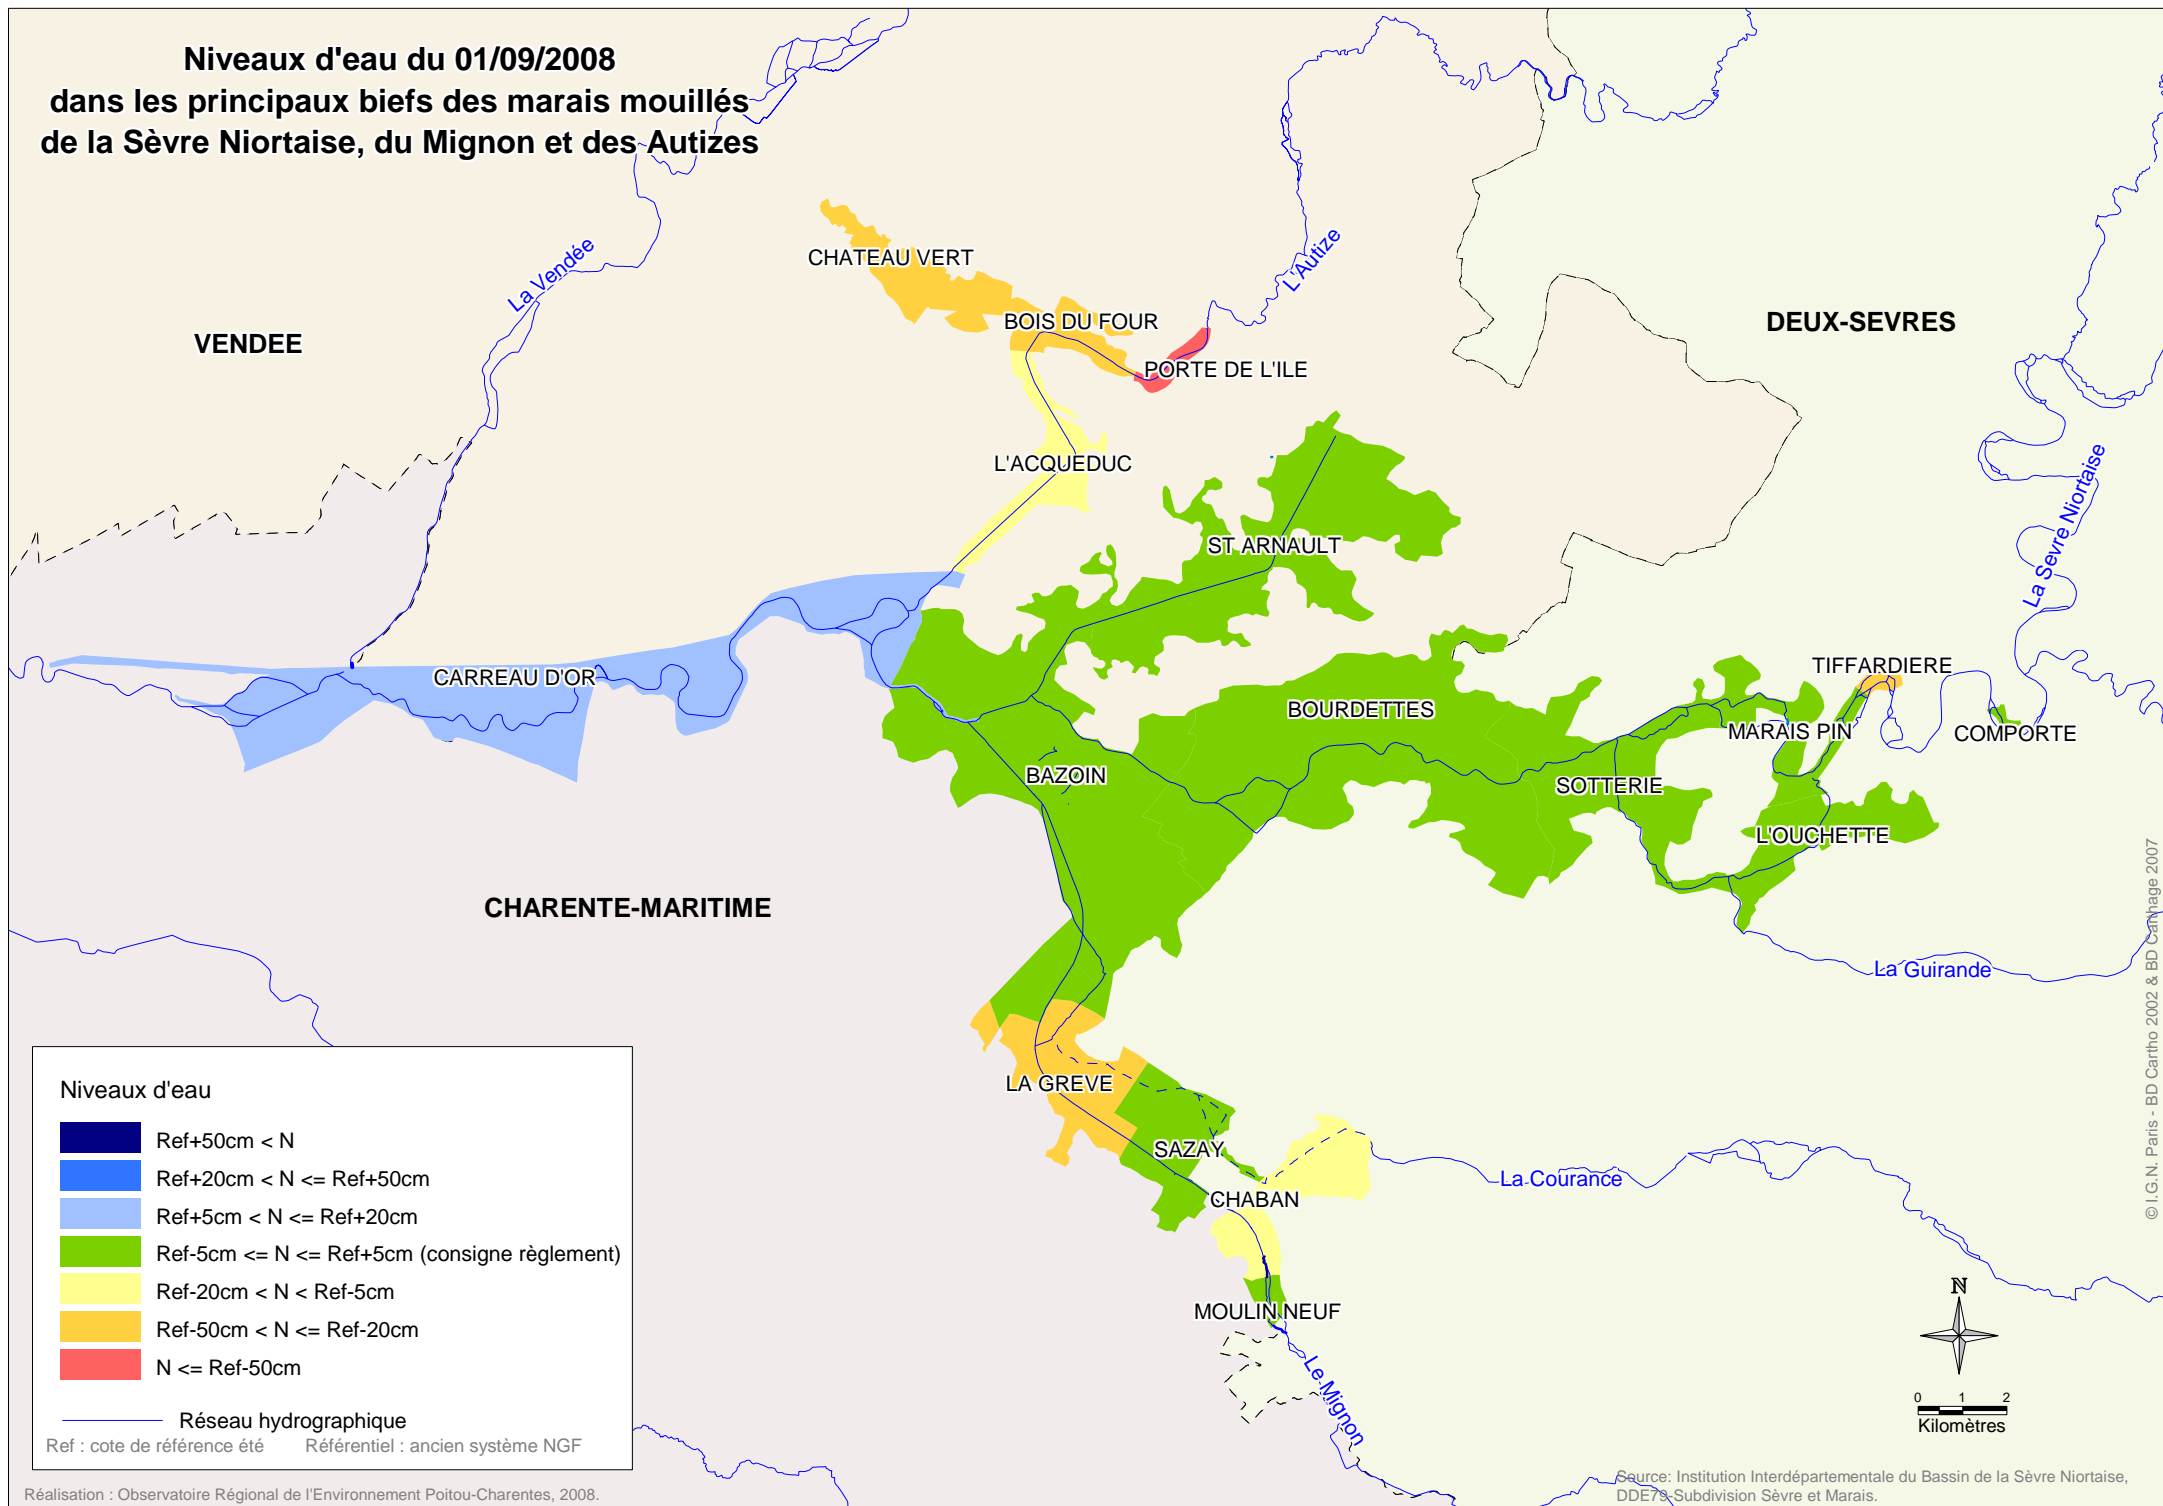 Niveaux d'eau du 01/09/2008
dans les principaux biefs des marais mouillés
de la Sèvre Niortaise, du Mignon et des Autizes
La Vendée
CHATEAU VERT
L'Autize
VENDEE
BOIS DU FOUR
DEUX-SEVRES
PORTE DE L'ILE
L'ACQUEDUC
La Sevre Niortaise
ST ARNAULT
CARREAU D'OR
TIFFARDIERE
BOURDETTES
MARAIS PIN
COMPORTE
BAZOIN
SOTTERIE
L'OUCHETTE
CHARENTE-MARITIME
La Guirande
LA GREVE
SAZAY
La Courance
CHABAN
MOULIN NEUF
Le Mignon
Niveaux d'eau
Ref+50cm < N
Ref+20cm < N <= Ref+50cm
Ref+5cm < N <= Ref+20cm
Ref-5cm <= N <= Ref+5cm (consigne règlement)
Ref-20cm < N < Ref-5cm
Ref-50cm < N <= Ref-20cm
N <= Ref-50cm
Réseau hydrographique
Ref : cote de référence été Référentiel : ancien système NGF
Réalisation : Observatoire Régional de l'Environnement Poitou-Charentes, 2008.
N
0 1 2
Kilomètres
Source: Institution Interdépartementale du Bassin de la Sèvre Niortaise,
DDE79-Subdivision Sèvre et Marais.
© I.G.N. Paris - BD Cartho 2002 & BD Carthage 2007